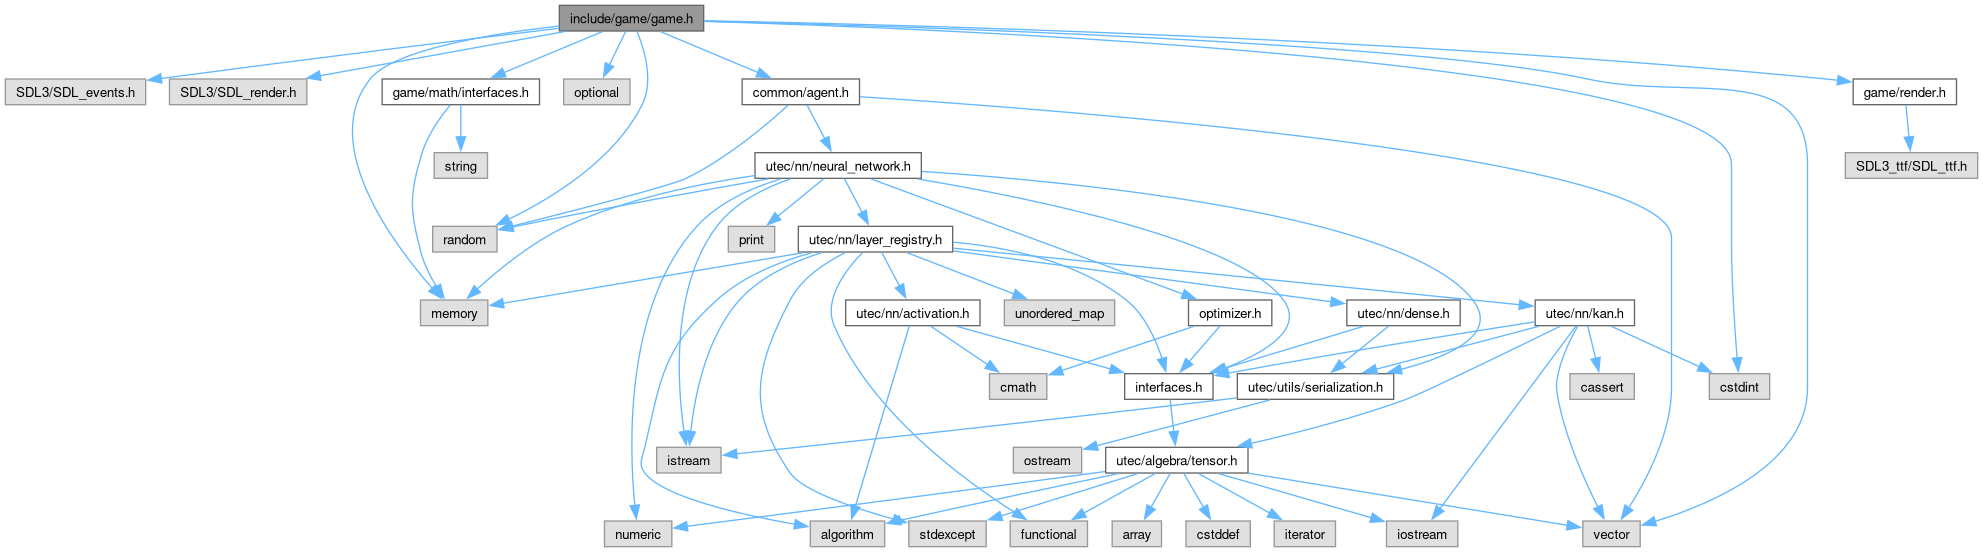 include/game/game.h
SDL3/SDL_events.h
SDL3/SDL_render.h
game/math/interfaces.h
optional
common/agent.h
game/render.h
string
utec/nn/neural_network.h
SDL3_ttf/SDL_ttf.h
random
print
utec/nn/layer_registry.h
memory
utec/nn/activation.h
unordered_map
optimizer.h
utec/nn/dense.h
utec/nn/kan.h
cmath
interfaces.h
utec/utils/serialization.h
cassert
cstdint
istream
ostream
utec/algebra/tensor.h
numeric
algorithm
stdexcept
functional
array
cstddef
iterator
iostream
vector